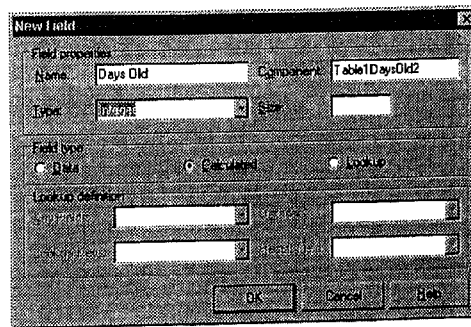 New Field
Field properties
Name: Days Old Component: Table1DaysOld2
Type: Size:
Field type
Data Calculated Lookup
Lookup definition
OK Cancel Help